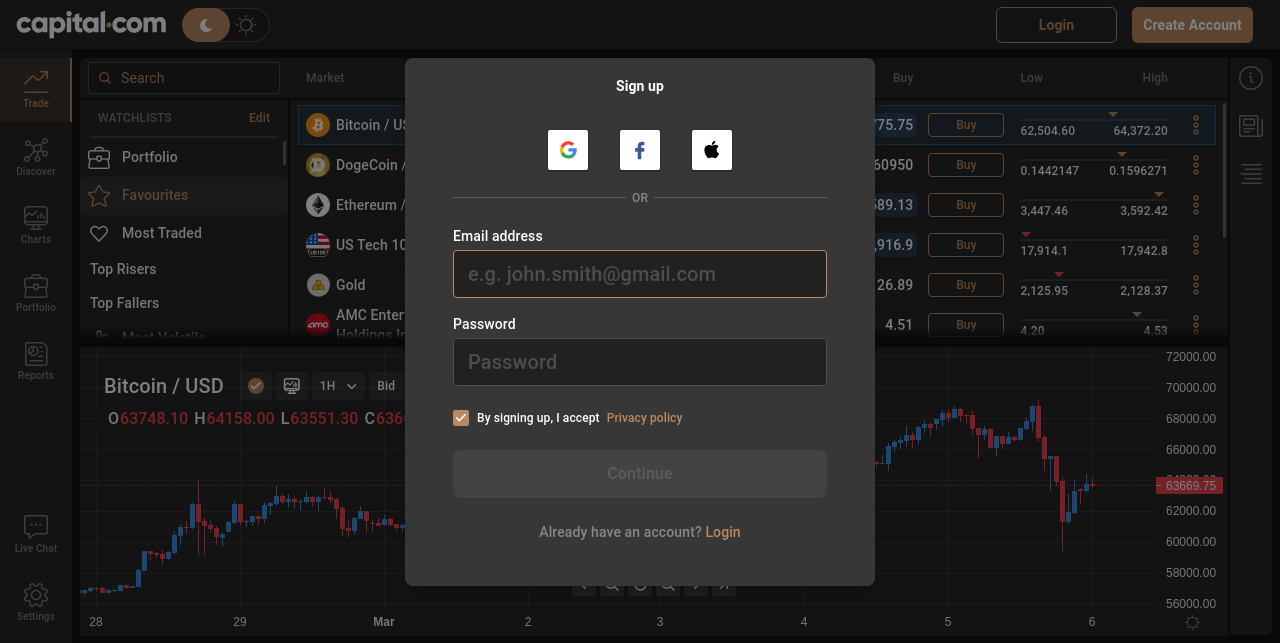 capital.com
Login
Create Account
Trade
Discover
Charts
Portfolio
Reports
Live Chat
Settings
Search
WATCHLISTS Edit
Portfolio
Favourites
Most Traded
Top Risers
Top Fallers
Most Volatile
Market Buy Low High
Bitcoin / US 775.75 Buy 62,504.60 64,372.20
DogeCoin / 60950 Buy 0.1442147 0.1596271
Ethereum / 589.13 Buy 3,447.46 3,592.42
US Tech 10 ,916.9 Buy 17,914.1 17,942.8
Gold 26.89 Buy 2,125.95 2,128.37
AMC Enter
Holdings In 4.51 Buy 4.20 4.53
Sign up
OR
Email address
e.g. john.smith@gmail.com
Password
Password
By signing up, I accept Privacy policy
Continue
Already have an account? Login
Bitcoin / USD 1H Bid
O63748.10 H64158.00 L63551.30 C636
72000.00
70000.00
68000.00
66000.00
63669.75
62000.00
60000.00
58000.00
56000.00
28 29 Mar 2 3 4 5 6